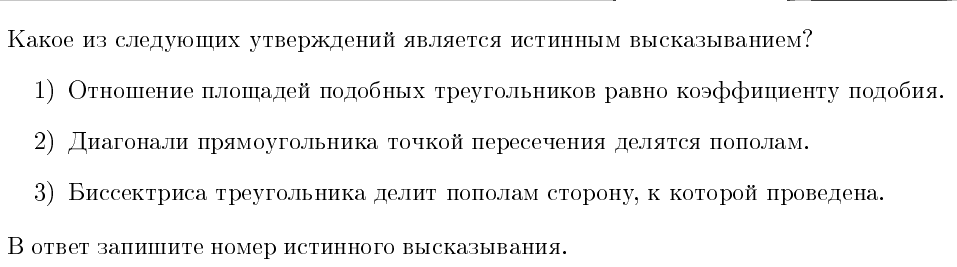 Какое из следующих утверждений является истинным высказыванием?
1) Отношение площадей подобных треугольников равно коэффициенту подобия.
2) Диагонали прямоугольника точкой пересечения делятся пополам.
3) Биссектриса треугольника делит пополам сторону, к которой проведена.
В ответ запишите номер истинного высказывания.